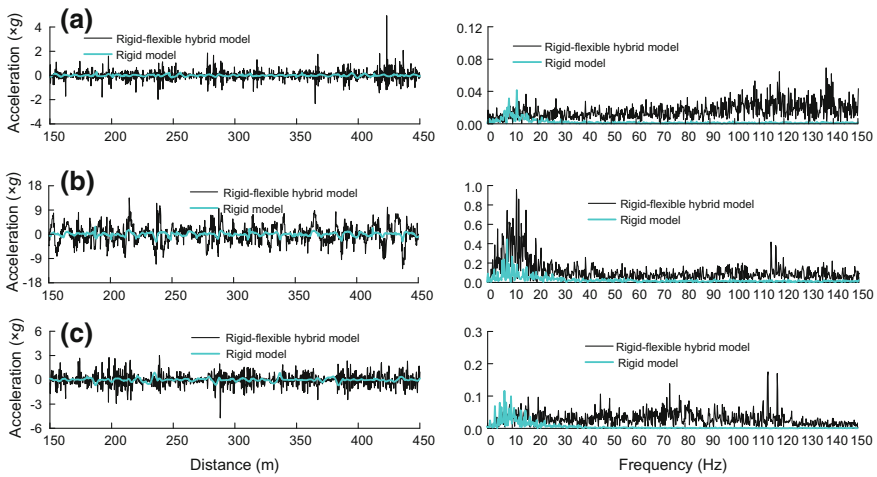 (a)
Acceleration (×g)
4
2
0
-2
-4
Rigid-flexible hybrid model
Rigid model
150 200 250 300 350 400 450
0.12
0.08
0.04
0.00
Rigid-flexible hybrid model
Rigid model
0 10 20 30 40 50 60 70 80 90 100 110 120 130 140 150
(b)
Acceleration (×g)
18
9
0
-9
-18
Rigid-flexible hybrid model
Rigid model
150 200 250 300 350 400 450
1.0
0.8
0.6
0.4
0.2
0.0
Rigid-flexible hybrid model
Rigid model
0 10 20 30 40 50 60 70 80 90 100 110 120 130 140 150
(c)
Acceleration (×g)
6
3
0
-3
-6
Rigid-flexible hybrid model
Rigid model
150 200 250 300 350 400 450
Distance (m)
0.3
0.2
0.1
0.0
Rigid-flexible hybrid model
Rigid model
0 10 20 30 40 50 60 70 80 90 100 110 120 130 140 150
Frequency (Hz)